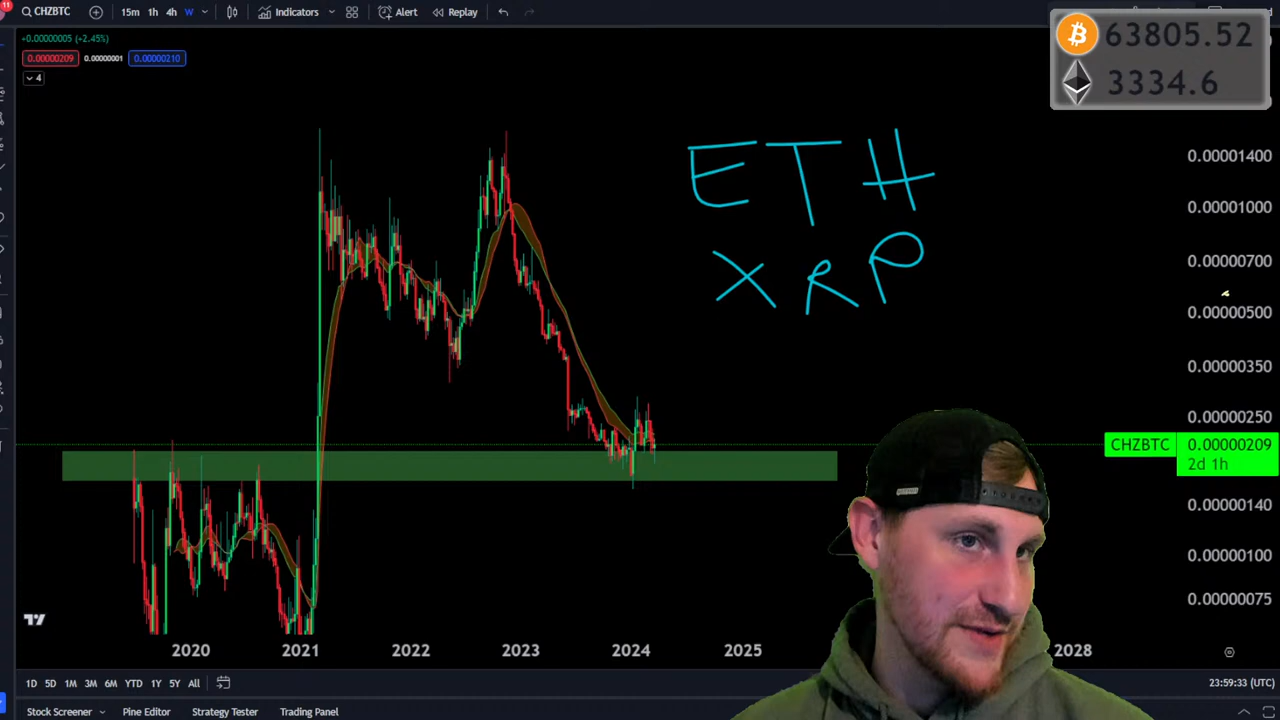 11
CHZBTC 15m 1h 4h W Indicators Alert Replay
+0.00000005 (+2.45%)
0.00000209 0.00000001 0.00000210
4
63805.52
3334.6
ETH
XRP
0.00001400
0.00001000
0.00000700
0.00000500
0.00000350
0.00000250
CHZBTC 0.00000209
2d 1h
0.00000140
0.00000100
0.00000075
2020 2021 2022 2023 2024 2025 2028
1D 5D 1M 3M 6M YTD 1Y 5Y All 23:59:33 (UTC)
Stock Screener Pine Editor Strategy Tester Trading Panel